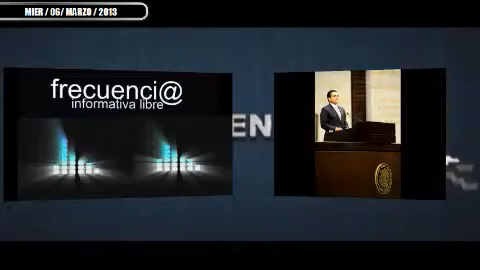 MIER / 06/ MARZO / 2013
frecuenci@
informativa libre
EN